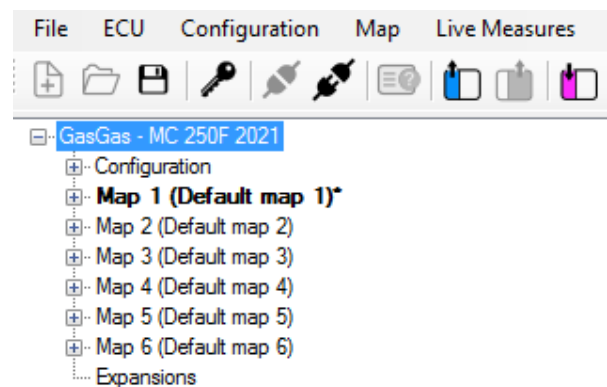 File ECU Configuration Map Live Measures
GasGas - MC 250F 2021
Configuration
Map 1 (Default map 1)*
Map 2 (Default map 2)
Map 3 (Default map 3)
Map 4 (Default map 4)
Map 5 (Default map 5)
Map 6 (Default map 6)
Expansions